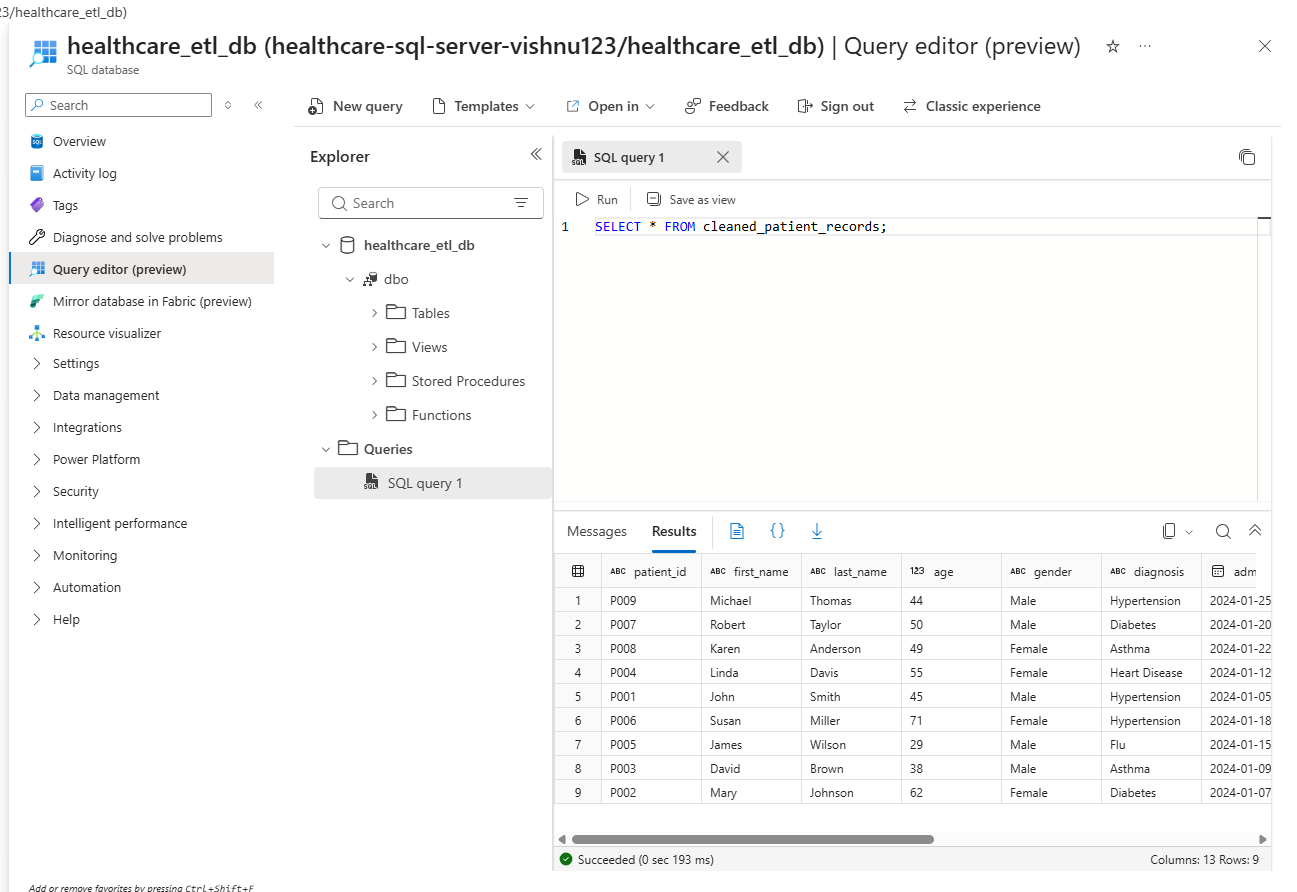 23/healthcare_etl_db)
healthcare_etl_db (healthcare-sql-server-vishnu123/healthcare_etl_db) | Query editor (preview)
SQL database
Search
Overview
Activity log
Tags
Diagnose and solve problems
Query editor (preview)
Mirror database in Fabric (preview)
Resource visualizer
Settings
Data management
Integrations
Power Platform
Security
Intelligent performance
Monitoring
Automation
Help
Add or remove favorites by pressing Ctrl+Shift+F
New query Templates Open in Feedback Sign out Classic experience
Explorer
Search
healthcare_etl_db
dbo
Tables
Views
Stored Procedures
Functions
Queries
SQL query 1
SQL query 1
Run Save as view
1 SELECT * FROM cleaned_patient_records;
Messages Results
ABC patient_id ABC first_name ABC last_name 123 age ABC gender ABC diagnosis adm
1 P009 Michael Thomas 44 Male Hypertension 2024-01-25
2 P007 Robert Taylor 50 Male Diabetes 2024-01-20
3 P008 Karen Anderson 49 Female Asthma 2024-01-22
4 P004 Linda Davis 55 Female Heart Disease 2024-01-12
5 P001 John Smith 45 Male Hypertension 2024-01-05
6 P006 Susan Miller 71 Female Hypertension 2024-01-18
7 P005 James Wilson 29 Male Flu 2024-01-15
8 P003 David Brown 38 Male Asthma 2024-01-09
9 P002 Mary Johnson 62 Female Diabetes 2024-01-07
Succeeded (0 sec 193 ms) Columns: 13 Rows: 9